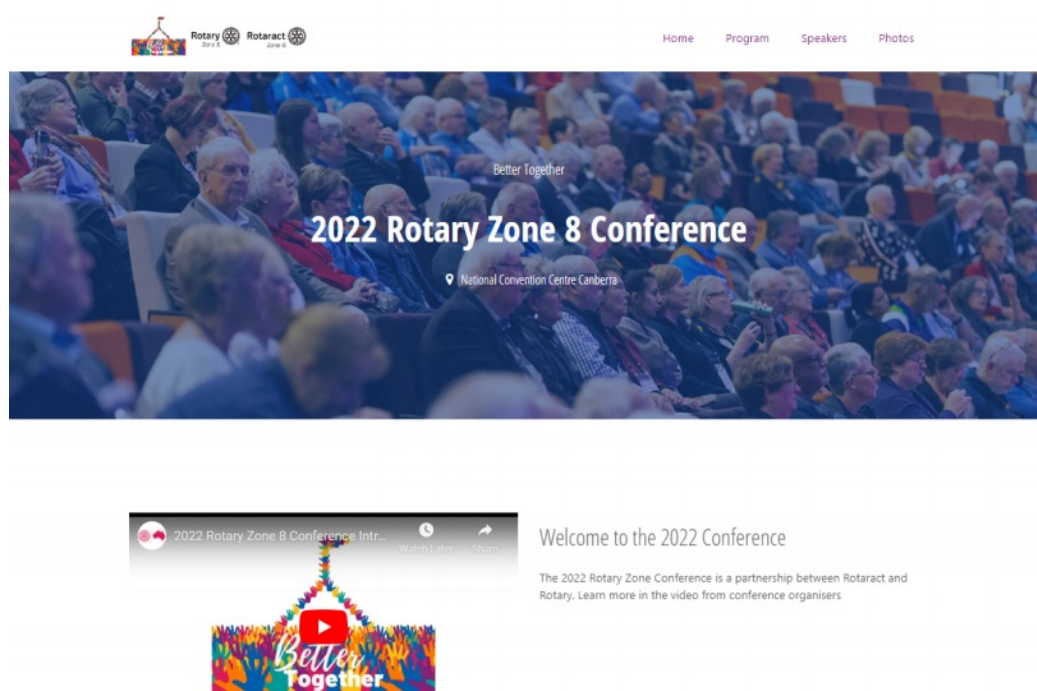 Better
Together
Rotary
Zone 8
Rotaract
Zone 8
Home Program Speakers Photos
Better Together
2022 Rotary Zone 8 Conference
National Convention Centre Canberra
2022 Rotary Zone 8 Conference Intr...
Watch Later Share
Better
Together
Welcome to the 2022 Conference
The 2022 Rotary Zone Conference is a partnership between Rotaract and
Rotary. Learn more in the video from conference organisers